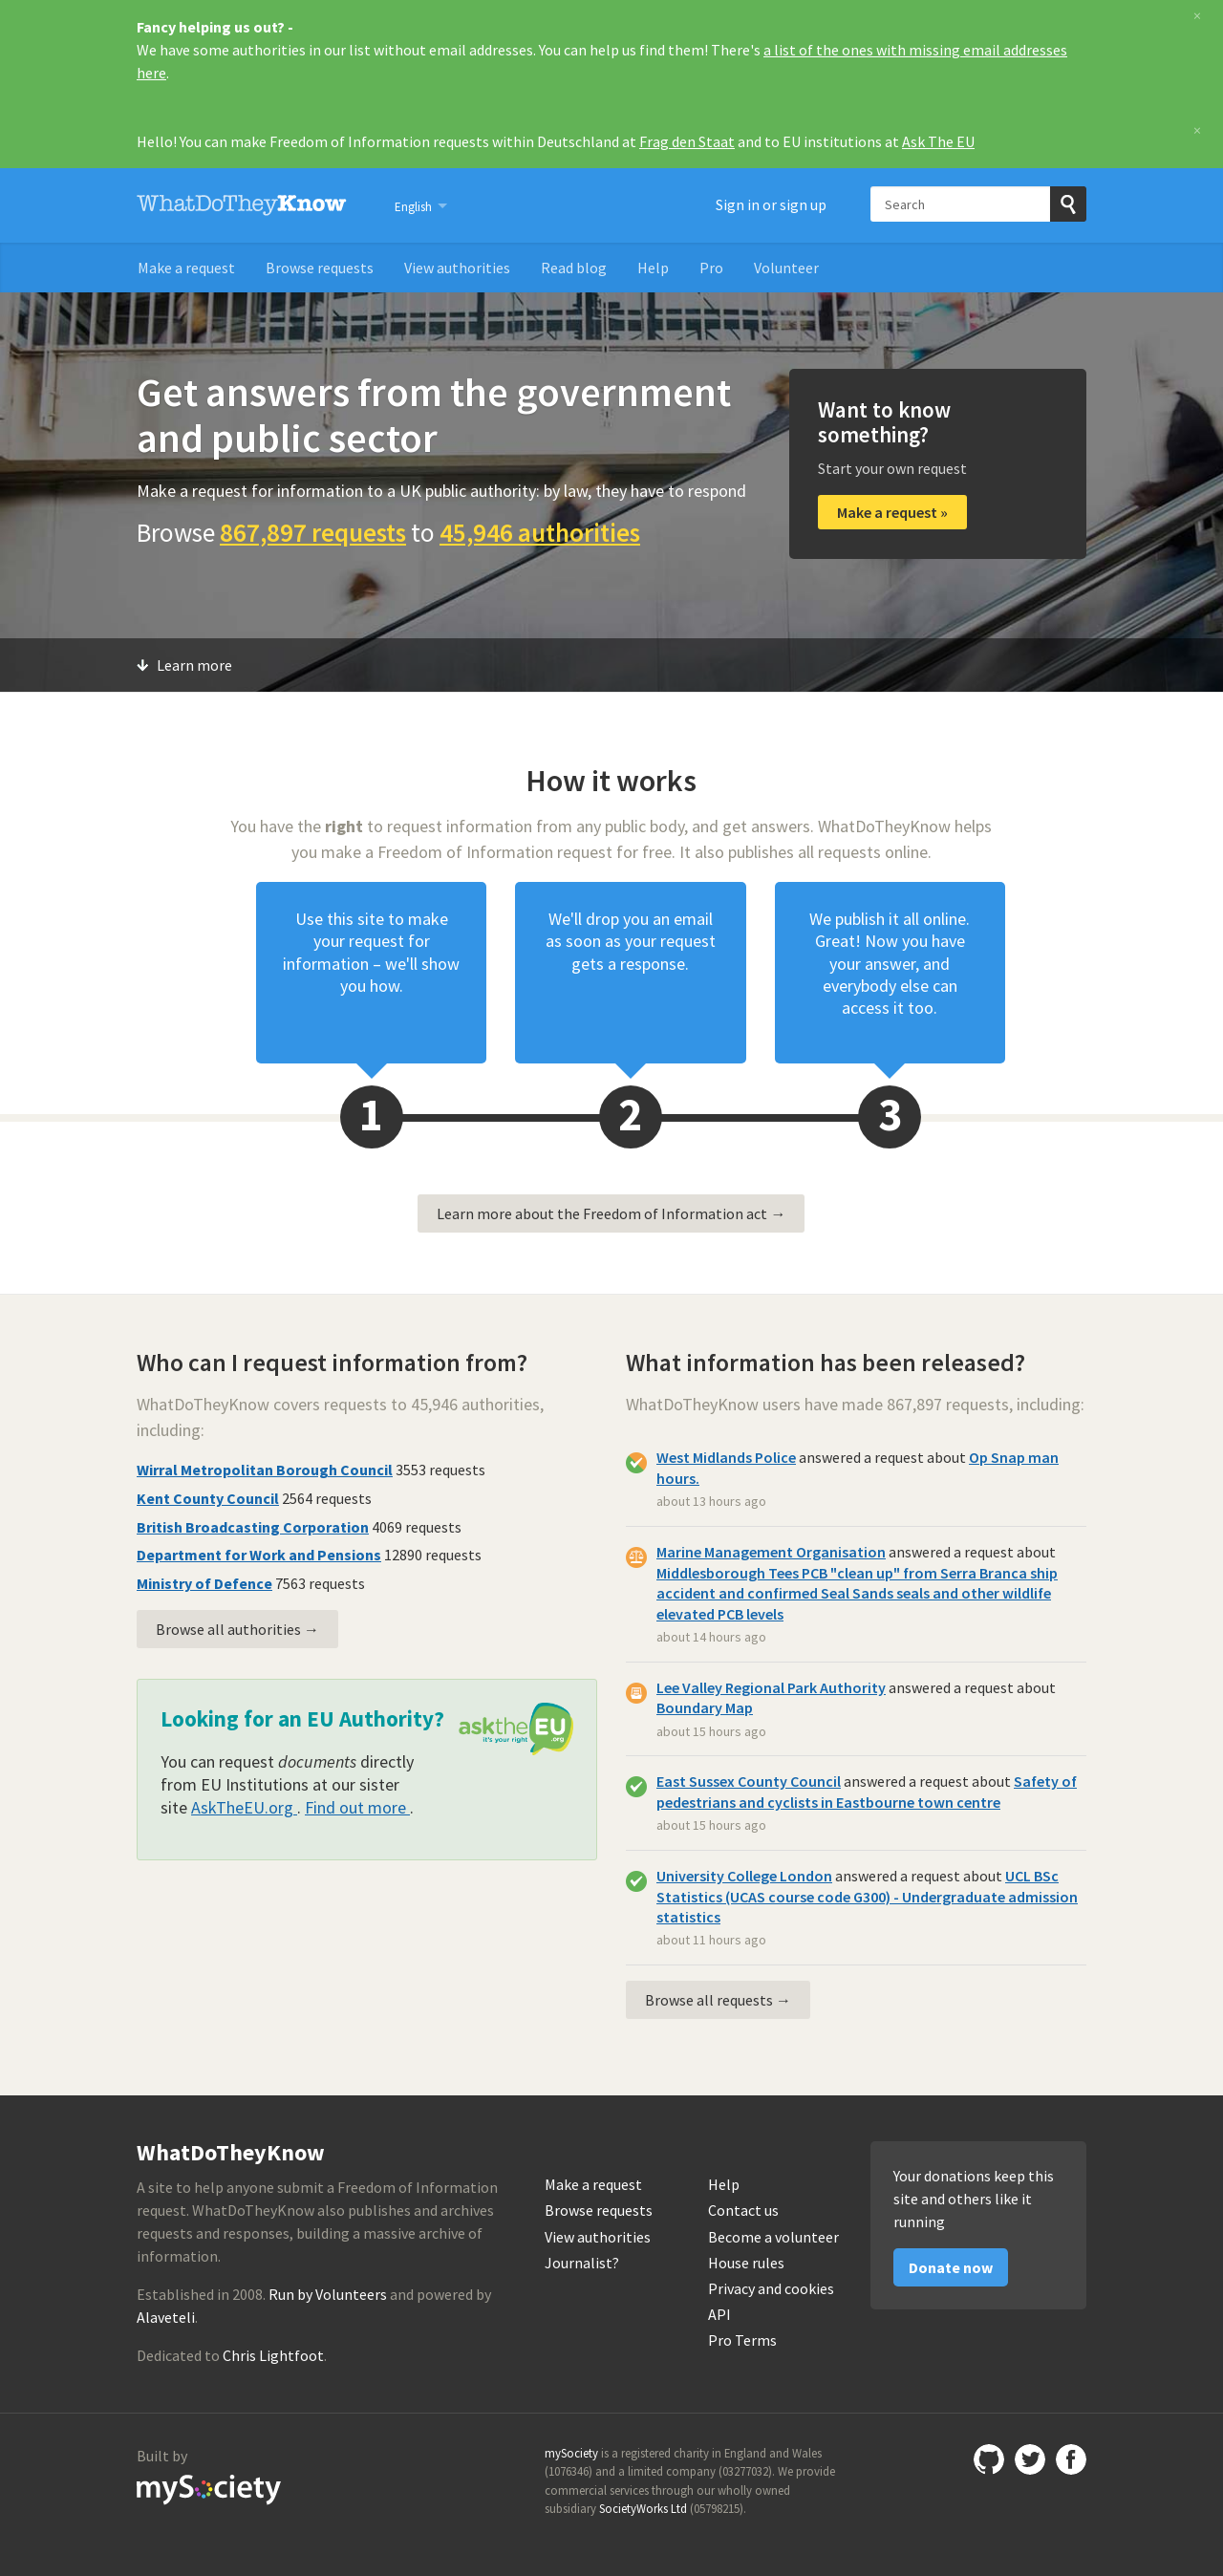 Fancy helping us out? -
We have some authorities in our list without email addresses. You can help us find them! There's a list of the ones with missing email addresses
here.
×
Hello! You can make Freedom of Information requests within Deutschland at Frag den Staat and to EU institutions at Ask The EU
×
WhatDoTheyKnow
English
Sign in or sign up
Search
Make a request
Browse requests
View authorities
Read blog
Help
Pro
Volunteer
Get answers from the government
and public sector
Make a request for information to a UK public authority: by law, they have to respond
Browse 867,897 requests to 45,946 authorities
Want to know
something?
Start your own request
Make a request »
Learn more
How it works
You have the right to request information from any public body, and get answers. WhatDoTheyKnow helps
you make a Freedom of Information request for free. It also publishes all requests online.
Use this site to make
your request for
information – we'll show
you how.
We'll drop you an email
as soon as your request
gets a response.
We publish it all online.
Great! Now you have
your answer, and
everybody else can
access it too.
1
2
3
Learn more about the Freedom of Information act →
Who can I request information from?
WhatDoTheyKnow covers requests to 45,946 authorities,
including:
Wirral Metropolitan Borough Council 3553 requests
Kent County Council 2564 requests
British Broadcasting Corporation 4069 requests
Department for Work and Pensions 12890 requests
Ministry of Defence 7563 requests
Browse all authorities →
Looking for an EU Authority?
asktheEU
it's your right
.org
You can request documents directly
from EU Institutions at our sister
site AskTheEU.org . Find out more .
What information has been released?
WhatDoTheyKnow users have made 867,897 requests, including:
West Midlands Police answered a request about Op Snap man
hours.
about 13 hours ago
Marine Management Organisation answered a request about
Middlesborough Tees PCB "clean up" from Serra Branca ship
accident and confirmed Seal Sands seals and other wildlife
elevated PCB levels
about 14 hours ago
Lee Valley Regional Park Authority answered a request about
Boundary Map
about 15 hours ago
East Sussex County Council answered a request about Safety of
pedestrians and cyclists in Eastbourne town centre
about 15 hours ago
University College London answered a request about UCL BSc
Statistics (UCAS course code G300) - Undergraduate admission
statistics
about 11 hours ago
Browse all requests →
WhatDoTheyKnow
A site to help anyone submit a Freedom of Information
request. WhatDoTheyKnow also publishes and archives
requests and responses, building a massive archive of
information.
Established in 2008. Run by Volunteers and powered by
Alaveteli.
Dedicated to Chris Lightfoot.
Make a request
Browse requests
View authorities
Journalist?
Help
Contact us
Become a volunteer
House rules
Privacy and cookies
API
Pro Terms
Your donations keep this
site and others like it
running
Donate now
Built by
mySociety
mySociety is a registered charity in England and Wales
(1076346) and a limited company (03277032). We provide
commercial services through our wholly owned
subsidiary SocietyWorks Ltd (05798215).